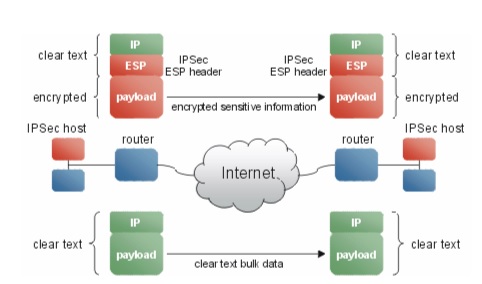 IP
IP
clear text
IPSec
ESP header
IPSec
ESP header
clear text
ESP
ESP
encrypted
payload
payload
encrypted
encrypted sensitive information
IPSec host
router
router
IPSec host
Internet
IP
IP
clear text
clear text
payload
payload
clear text bulk data